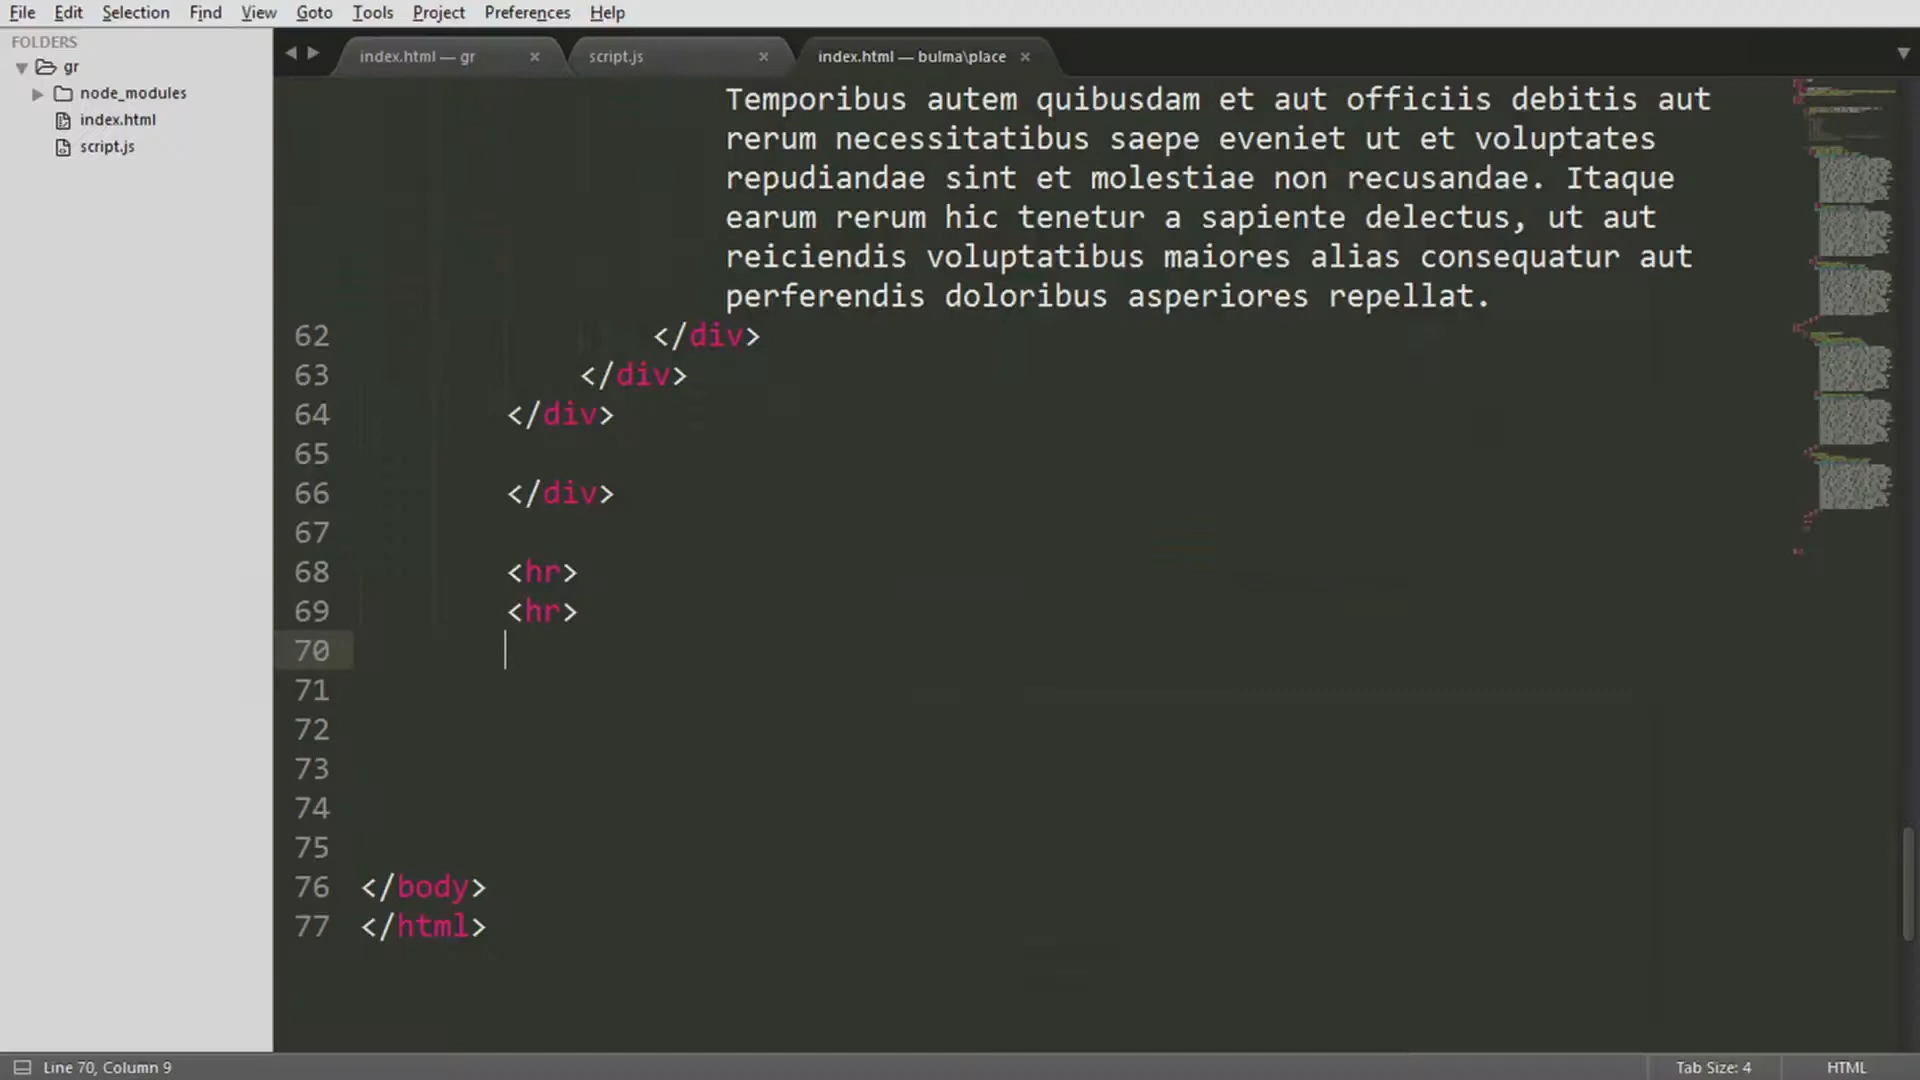 File Edit Selection Find View Goto Tools Project Preferences Help
FOLDERS
gr
node_modules
index.html
script.js
index.html — gr
script.js
index.html — bulma\place
Temporibus autem quibusdam et aut officiis debitis aut
rerum necessitatibus saepe eveniet ut et voluptates
repudiandae sint et molestiae non recusandae. Itaque
earum rerum hic tenetur a sapiente delectus, ut aut
reiciendis voluptatibus maiores alias consequatur aut
perferendis doloribus asperiores repellat.
62 </div>
63 </div>
64 </div>
65
66 </div>
67
68 <hr>
69 <hr>
70
71
72
73
74
75
76 </body>
77 </html>
Line 70, Column 9
Tab Size: 4
HTML